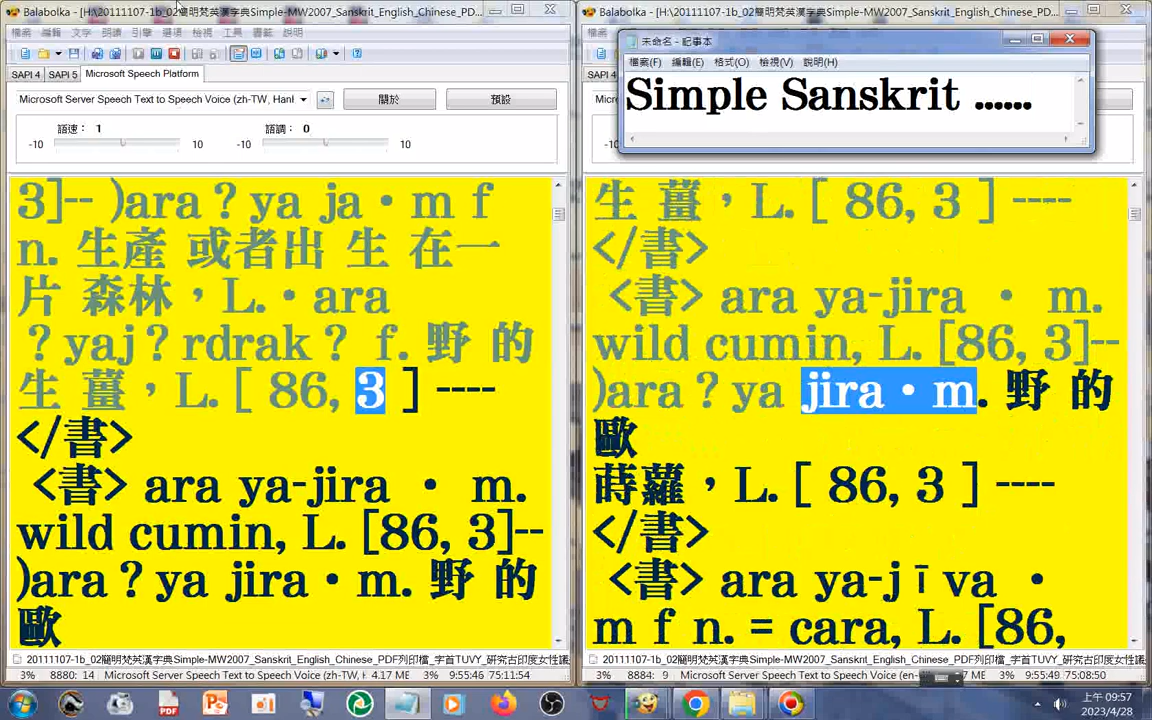 Balabolka - [H:\20111107-1b_02簡明梵英漢字典Simple-MW2007_Sanskrit_English_Chinese_PD...
檔案 編輯 文字 朗讀 引擎 選項 檢視 工具 書籤 說明
SAPI 4 SAPI 5 Microsoft Speech Platform
Microsoft Server Speech Text to Speech Voice (zh-TW, HanH
關於
預設
語速： 1
語調： 0
-10 10 -10 10
3]-- )ara？ya ja・m f
n. 生產 或者出 生 在一
片 森林，L.・ara
？yaj？rdrak？ f. 野 的
生 薑，L. [ 86, 3 ] ----
</書>
<書> ara ya-jira ・ m.
wild cumin, L. [86, 3]--
)ara？ya jira・m. 野 的
歐
20111107-1b_02簡明梵英漢字典Simple-MW2007_Sanskrit_English_Chinese_PDF列印檔_字首TUVY_研究古印度女性議
3% 8880: 14 Microsoft Server Speech Text to Speech Voice (zh-TW, H 4.17 ME 3% 9:55:46 75:11:54
Balabolka - [H:\20111107-1b_02簡明梵英漢字典Simple-MW2007_Sanskrit_English_Chinese_PD...
檔案
SAPI 4
Micr
未命名 - 記事本
檔案(F) 編輯(E) 格式(O) 檢視(V) 說明(H)
Simple Sanskrit ......
-10
生 薑，L. [ 86, 3 ] ----
</書>
<書> ara ya-jira ・ m.
wild cumin, L. [86, 3]--
)ara？ya jira・m. 野 的
歐
蒔蘿，L. [ 86, 3 ] ----
</書>
<書> ara ya-jīva ・
m f n. = cara, L. [86,
20111107-1b_02簡明梵英漢字典Simple-MW2007_Sanskrit_English_Chinese_PDF列印檔_字首TUVY_研究古印度女性議
3% 8884: 9 Microsoft Server Speech Text to Speech Voice (en- 4.17 ME 3% 9:55:49 75:08:50
上午 09:57
2023/4/28